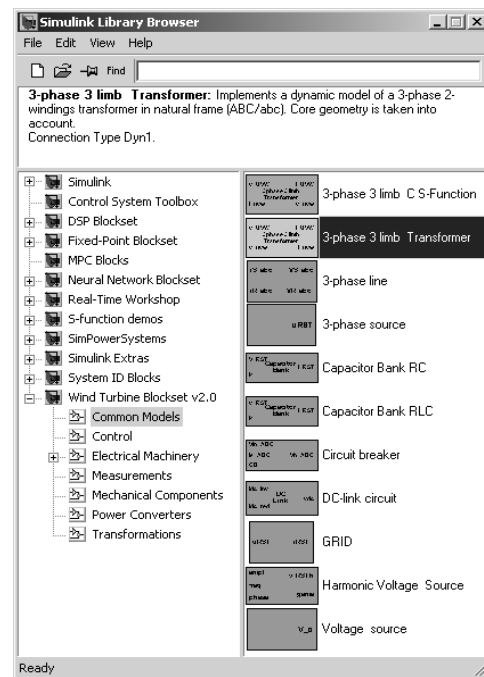 Simulink Library Browser
File Edit View Help
Find
3-phase 3 limb Transformer: Implements a dynamic model of a 3-phase 2-
windings transformer in natural frame (ABC/abc). Core geometry is taken into
account.
Connection Type Dyn1.
Simulink
Control System Toolbox
DSP Blockset
Fixed-Point Blockset
MPC Blocks
Neural Network Blockset
Real-Time Workshop
S-function demos
SimPowerSystems
Simulink Extras
System ID Blocks
Wind Turbine Blockset v2.0
Common Models
Control
Electrical Machinery
Measurements
Mechanical Components
Power Converters
Transformations
3-phase 3 limb C S-Function
3-phase 3 limb Transformer
3-phase line
3-phase source
Capacitor Bank RC
Capacitor Bank RLC
Circuit breaker
DC-link circuit
GRID
Harmonic Voltage Source
Voltage source
Ready